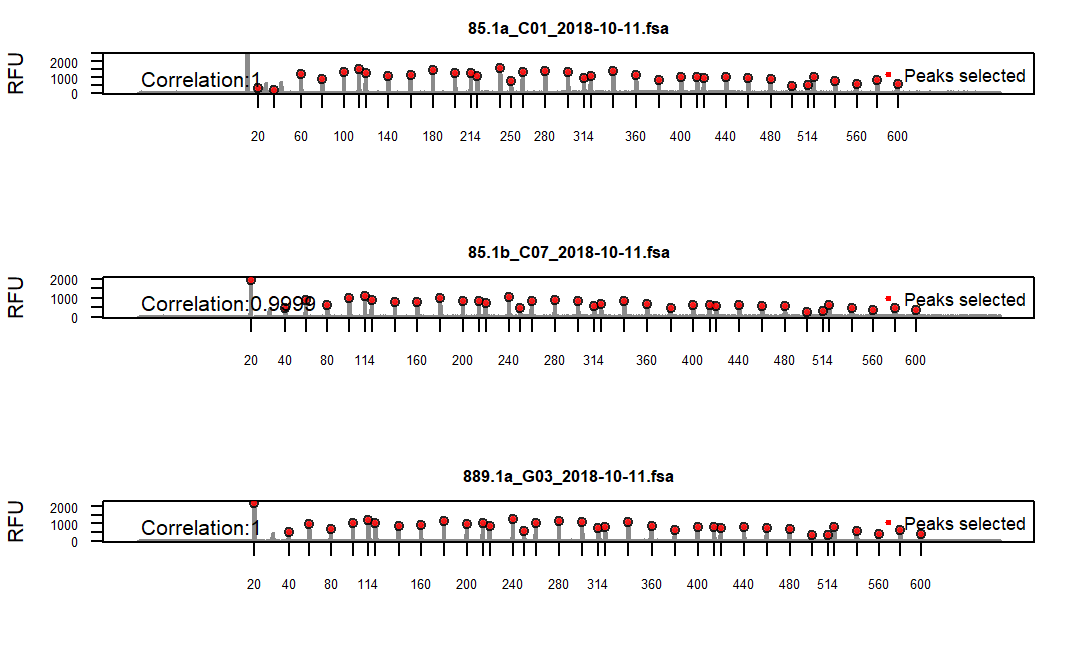 85.1a_C01_2018-10-11.fsa
RFU
2000
1000
0
Correlation:1
Peaks selected
20 60 100 140 180 214 250 280 314 360 400 440 480 520 560 600
85.1b_C07_2018-10-11.fsa
RFU
2000
1000
0
Correlation:0.9999
Peaks selected
20 40 80 114 160 200 240 280 314 360 400 440 480 514 560 600
889.1a_G03_2018-10-11.fsa
RFU
2000
1000
0
Correlation:1
Peaks selected
20 40 80 114 160 200 240 280 314 360 400 440 480 514 560 600